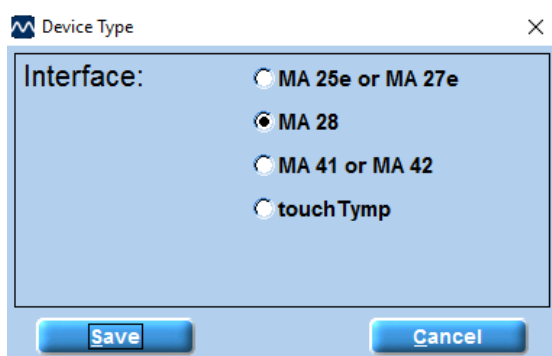 Device Type
Interface:
MA 25e or MA 27e
MA 28
MA 41 or MA 42
touchTymp
Save
Cancel